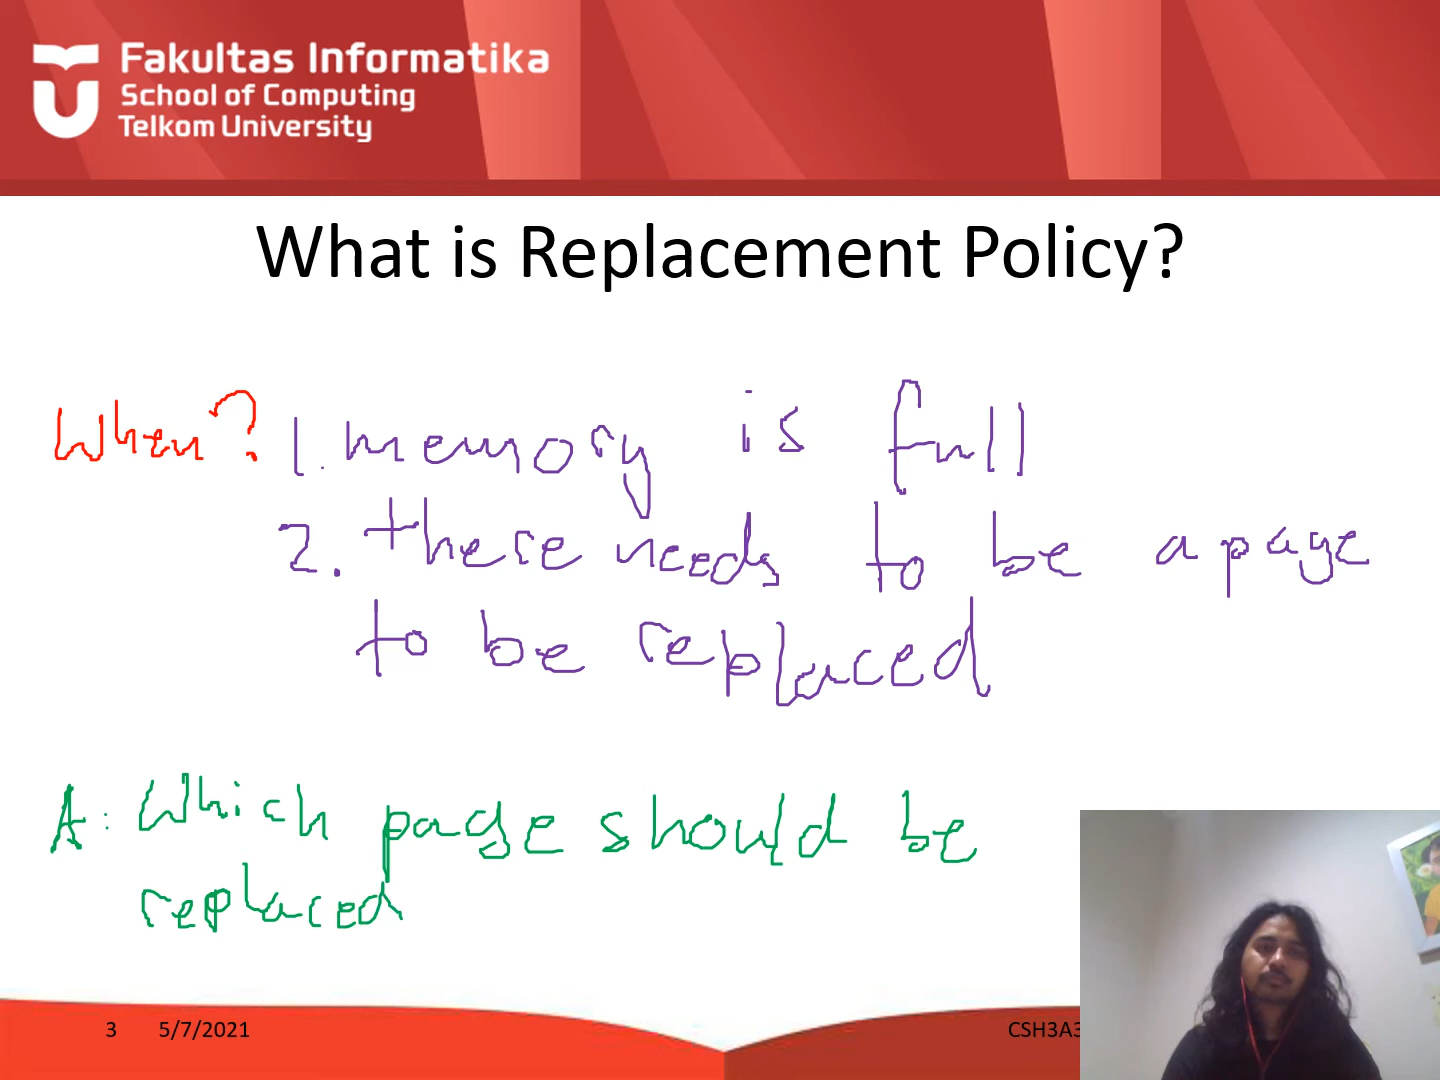 Fakultas Informatika
School of Computing
Telkom University
What is Replacement Policy?
When? 1. memory is full
2. there needs to be a page
to be replaced
A: Which page should be
replaced
3 5/7/2021 CSH3A3